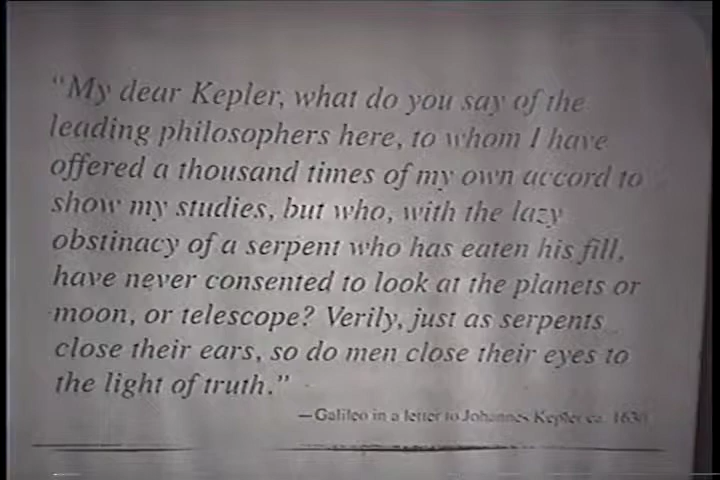 "My dear Kepler, what do you say of the
leading philosophers here, to whom I have
offered a thousand times of my own accord to
show my studies, but who, with the lazy
obstinacy of a serpent who has eaten his fill,
have never consented to look at the planets or
moon, or telescope? Verily, just as serpents
close their ears, so do men close their eyes to
the light of truth."
—Galileo in a letter to Johannes Kepler ca. 1630